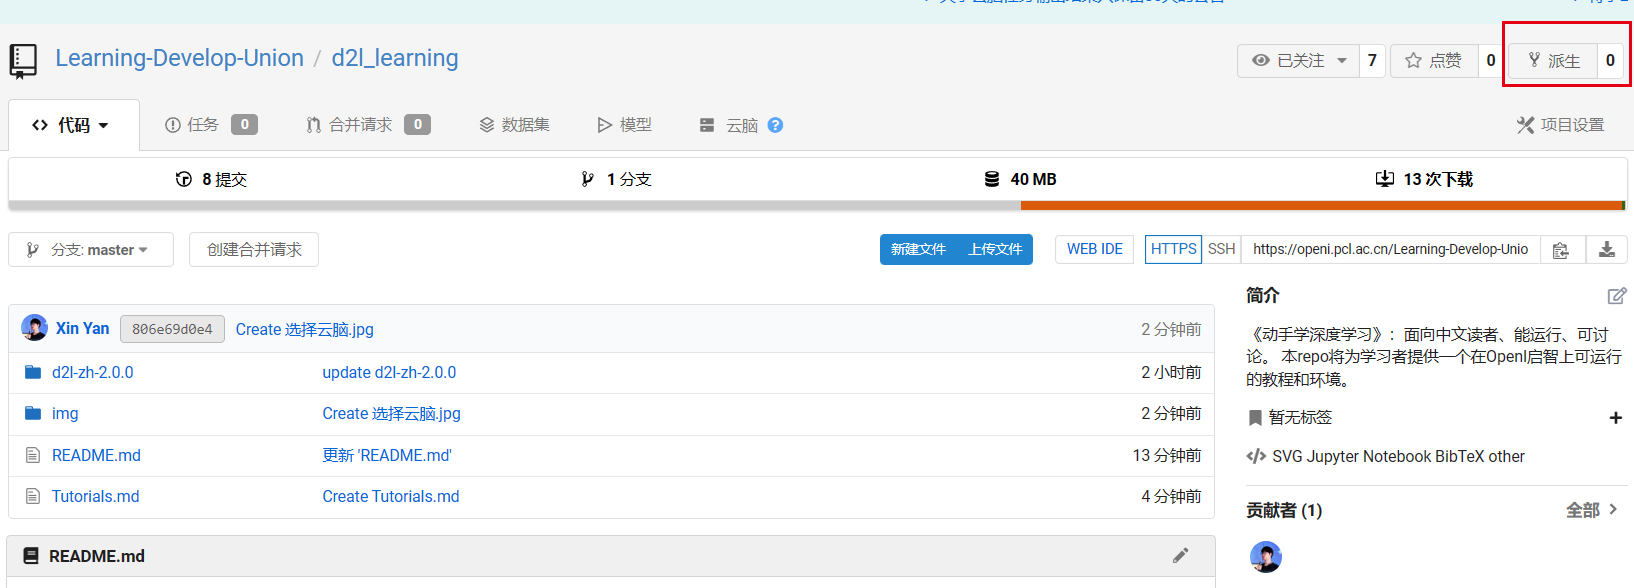 Learning-Develop-Union / d2l_learning
已关注 7 点赞 0 派生 0
代码 任务 0 合并请求 0 数据集 模型 云脑 ? 项目设置
8 提交 1 分支 40 MB 13 次下载
分支: master 创建合并请求 新建文件 上传文件 WEB IDE HTTPS SSH https://openi.pcl.ac.cn/Learning-Develop-Unio
Xin Yan 806e69d0e4 Create 选择云脑.jpg 2 分钟前
d2l-zh-2.0.0 update d2l-zh-2.0.0 2 小时前
img Create 选择云脑.jpg 2 分钟前
README.md 更新 'README.md' 13 分钟前
Tutorials.md Create Tutorials.md 4 分钟前
README.md
简介
《动手学深度学习》：面向中文读者、能运行、可讨
论。 本repo将为学习者提供一个在OpenI启智上可运行
的教程和环境。
暂无标签
SVG Jupyter Notebook BibTeX other
贡献者 (1) 全部